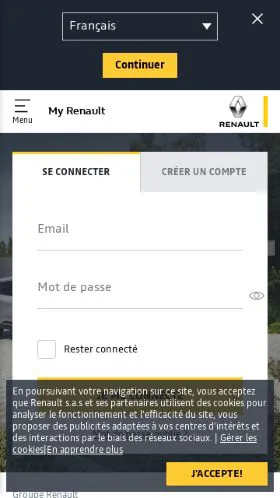 Français
Continuer
Menu
My Renault
RENAULT
SE CONNECTER
CRÉER UN COMPTE
Email
Mot de passe
Rester connecté
En poursuivant votre navigation sur ce site, vous acceptez
que Renault s.a.s et ses partenaires utilisent des cookies pour
analyser le fonctionnement et l'efficacité du site, vous
proposer des publicités adaptées à vos centres d'intérêts et
des interactions par le biais des réseaux sociaux. | Gérer les
cookies|En apprendre plus
J'ACCEPTE!
Groupe Renault